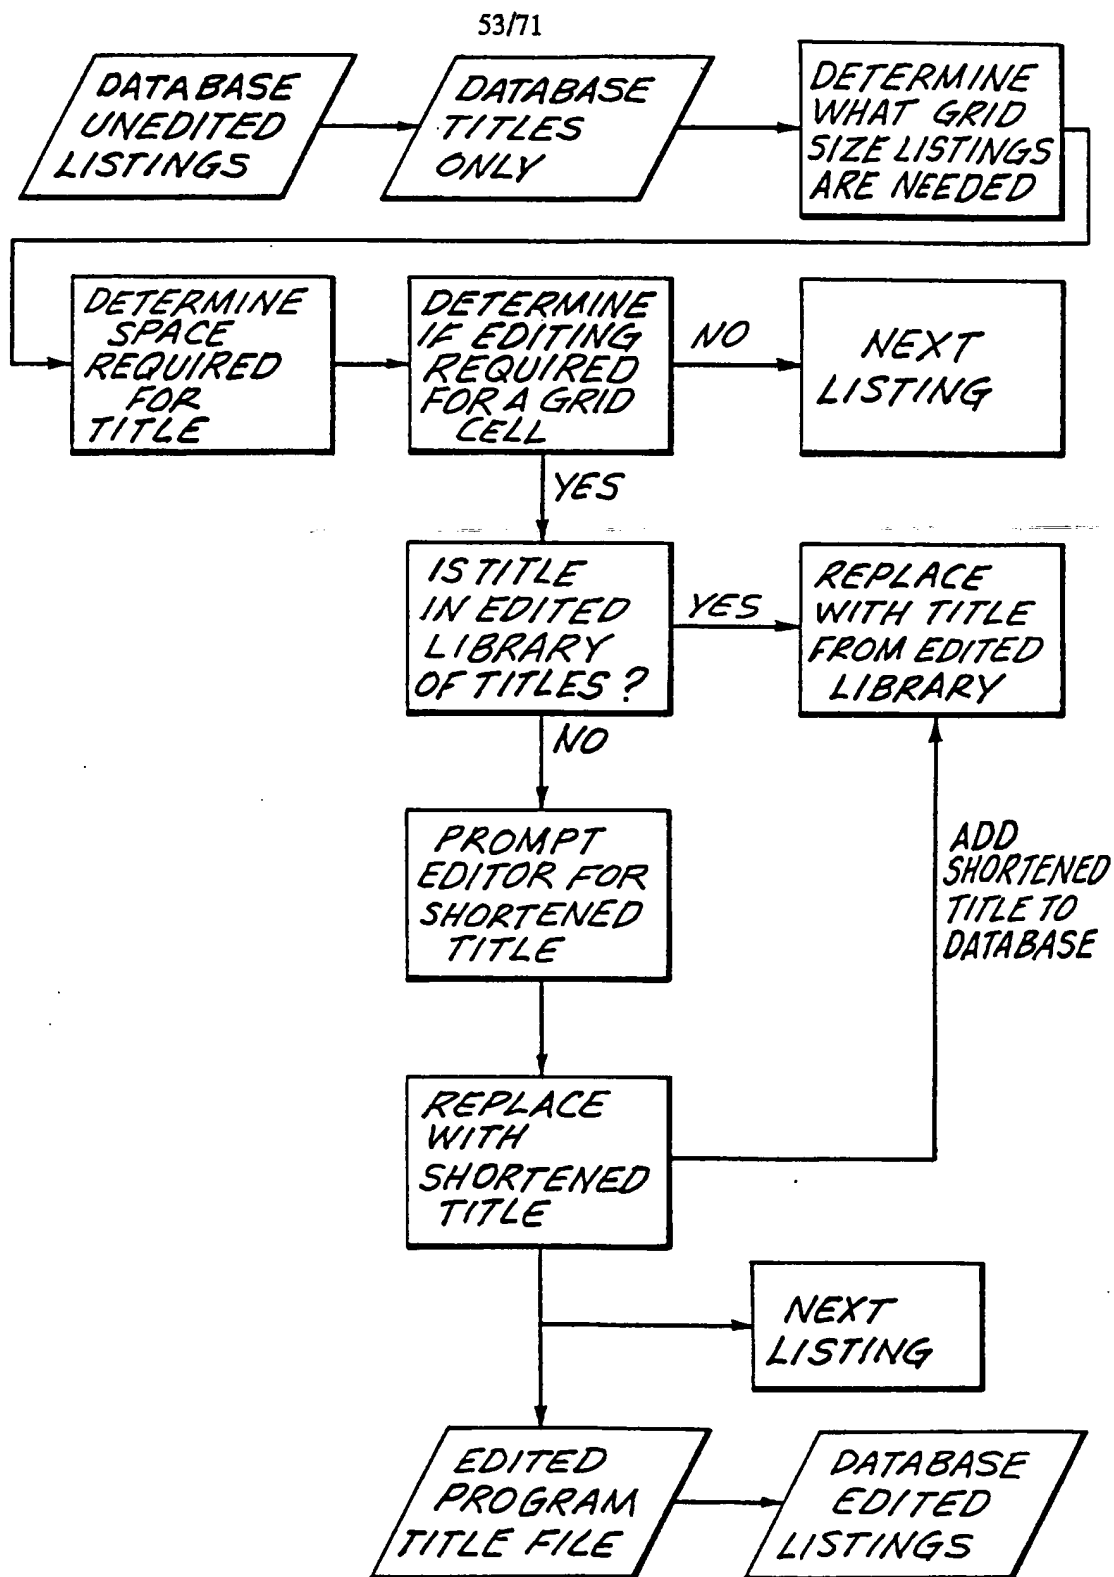 53/71
DATABASE
UNEDITED
LISTINGS
DATABASE
TITLES
ONLY
DETERMINE
WHAT GRID
SIZE LISTINGS
ARE NEEDED
DETERMINE
SPACE
REQUIRED
FOR
TITLE
DETERMINE
IF EDITING
REQUIRED
FOR A GRID
CELL
NO
NEXT
LISTING
YES
IS TITLE
IN EDITED
LIBRARY
OF TITLES?
YES
REPLACE
WITH TITLE
FROM EDITED
LIBRARY
NO
PROMPT
EDITOR FOR
SHORTENED
TITLE
ADD
SHORTENED
TITLE TO
DATABASE
REPLACE
WITH
SHORTENED
TITLE
NEXT
LISTING
EDITED
PROGRAM
TITLE FILE
DATABASE
EDITED
LISTINGS